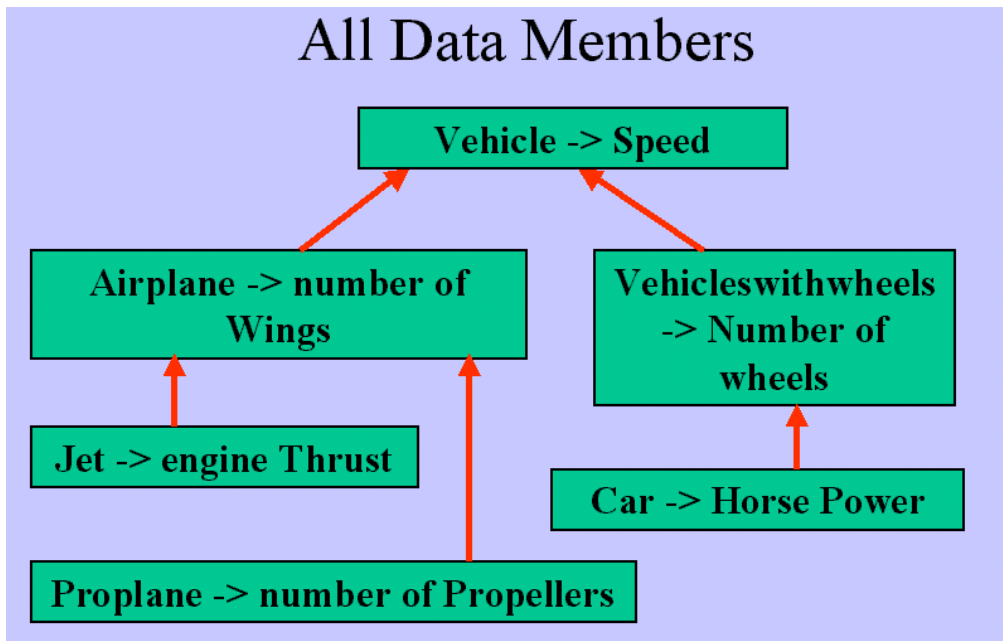 All Data Members
Vehicle -> Speed
Airplane -> number of
Wings
Vehicleswithwheels
-> Number of
wheels
Jet -> engine Thrust
Car -> Horse Power
Proplane -> number of Propellers